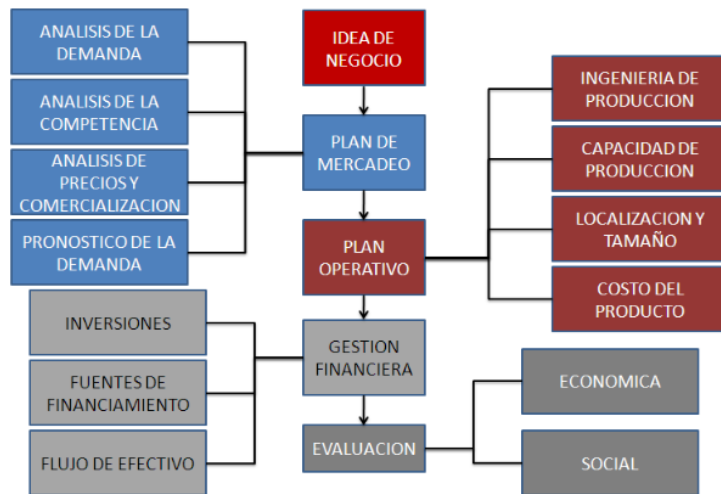 ANALISIS DE LA
DEMANDA
ANALISIS DE LA
COMPETENCIA
ANALISIS DE
PRECIOS Y
COMERCIALIZACION
PRONOSTICO DE LA
DEMANDA
IDEA DE
NEGOCIO
PLAN DE
MERCADEO
PLAN
OPERATIVO
INGENIERIA DE
PRODUCCION
CAPACIDAD DE
PRODUCCION
LOCALIZACION Y
TAMAÑO
COSTO DEL
PRODUCTO
INVERSIONES
FUENTES DE
FINANCIAMIENTO
FLUJO DE EFECTIVO
GESTION
FINANCIERA
EVALUACION
ECONOMICA
SOCIAL